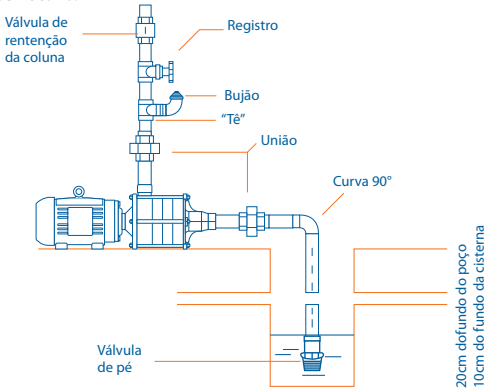 Válvula de
rentenção
da coluna
Registro
Bujão
“Tê”
União
Curva 90°
Válvula
de pé
20cm dofundo do poço
10cm do fundo da cisterna